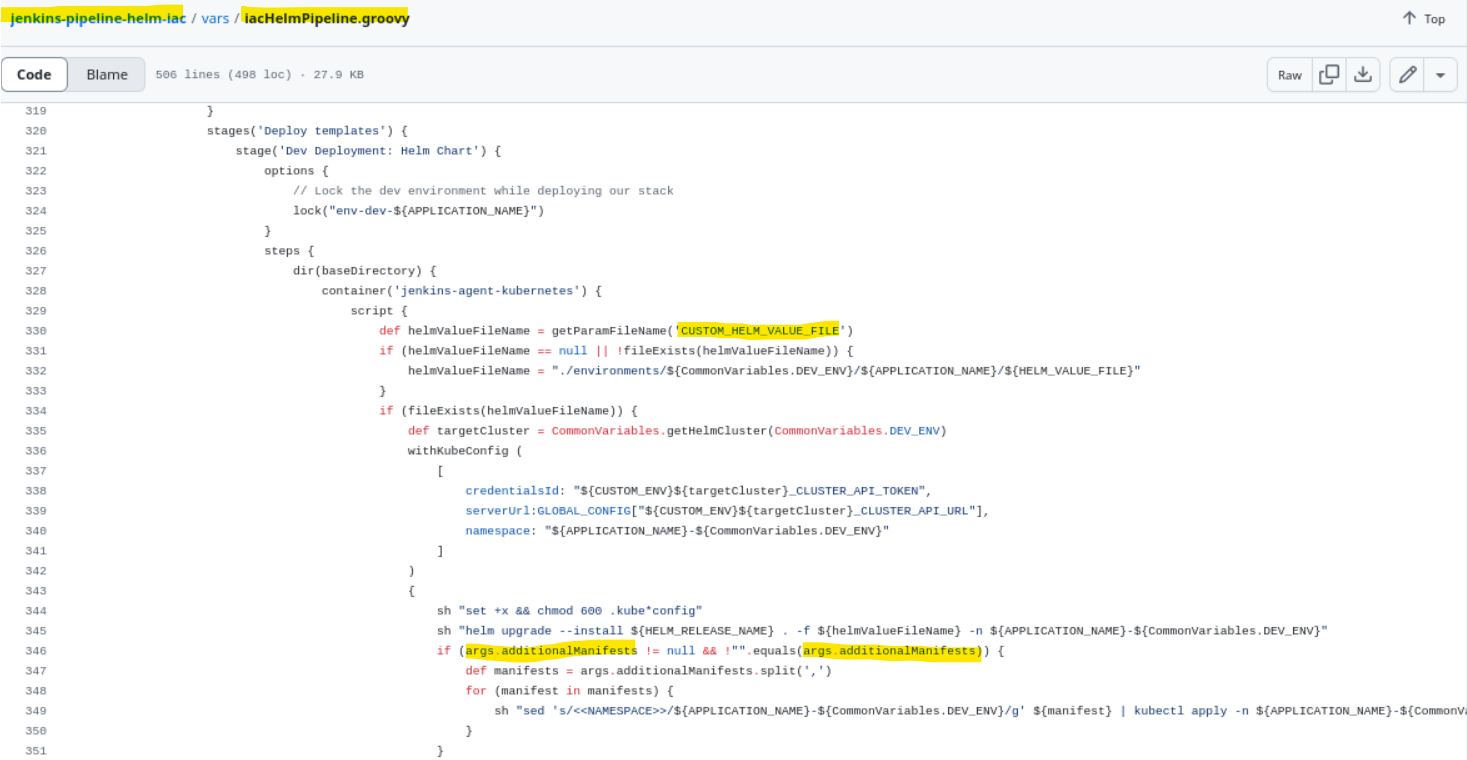 jenkins-pipeline-helm-iac / vars / iacHelmPipeline.groovy
Top
Code Blame 506 lines (498 loc) · 27.9 KB
Raw
319 }
320 stages('Deploy templates') {
321 stage('Dev Deployment: Helm Chart') {
322 options {
323 // Lock the dev environment while deploying our stack
324 lock("env-dev-${APPLICATION_NAME}")
325 }
326 steps {
327 dir(baseDirectory) {
328 container('jenkins-agent-kubernetes') {
329 script {
330 def helmValueFileName = getParamFileName('CUSTOM_HELM_VALUE_FILE')
331 if (helmValueFileName == null || !fileExists(helmValueFileName)) {
332 helmValueFileName = "./environments/${CommonVariables.DEV_ENV}/${APPLICATION_NAME}/${HELM_VALUE_FILE}"
333 }
334 if (fileExists(helmValueFileName)) {
335 def targetCluster = CommonVariables.getHelmCluster(CommonVariables.DEV_ENV)
336 withKubeConfig (
337 [
338 credentialsId: "${CUSTOM_ENV}${targetCluster}_CLUSTER_API_TOKEN",
339 serverUrl:GLOBAL_CONFIG["${CUSTOM_ENV}${targetCluster}_CLUSTER_API_URL"],
340 namespace: "${APPLICATION_NAME}-${CommonVariables.DEV_ENV}"
341 ]
342 )
343 {
344 sh "set +x && chmod 600 .kube*config"
345 sh "helm upgrade --install ${HELM_RELEASE_NAME} . -f ${helmValueFileName} -n ${APPLICATION_NAME}-${CommonVariables.DEV_ENV}"
346 if (args.additionalManifests != null && !"".equals(args.additionalManifests)) {
347 def manifests = args.additionalManifests.split(',')
348 for (manifest in manifests) {
349 sh "sed 's/<<NAMESPACE>>/${APPLICATION_NAME}-${CommonVariables.DEV_ENV}/g' ${manifest} | kubectl apply -n ${APPLICATION_NAME}-${CommonV
350 }
351 }